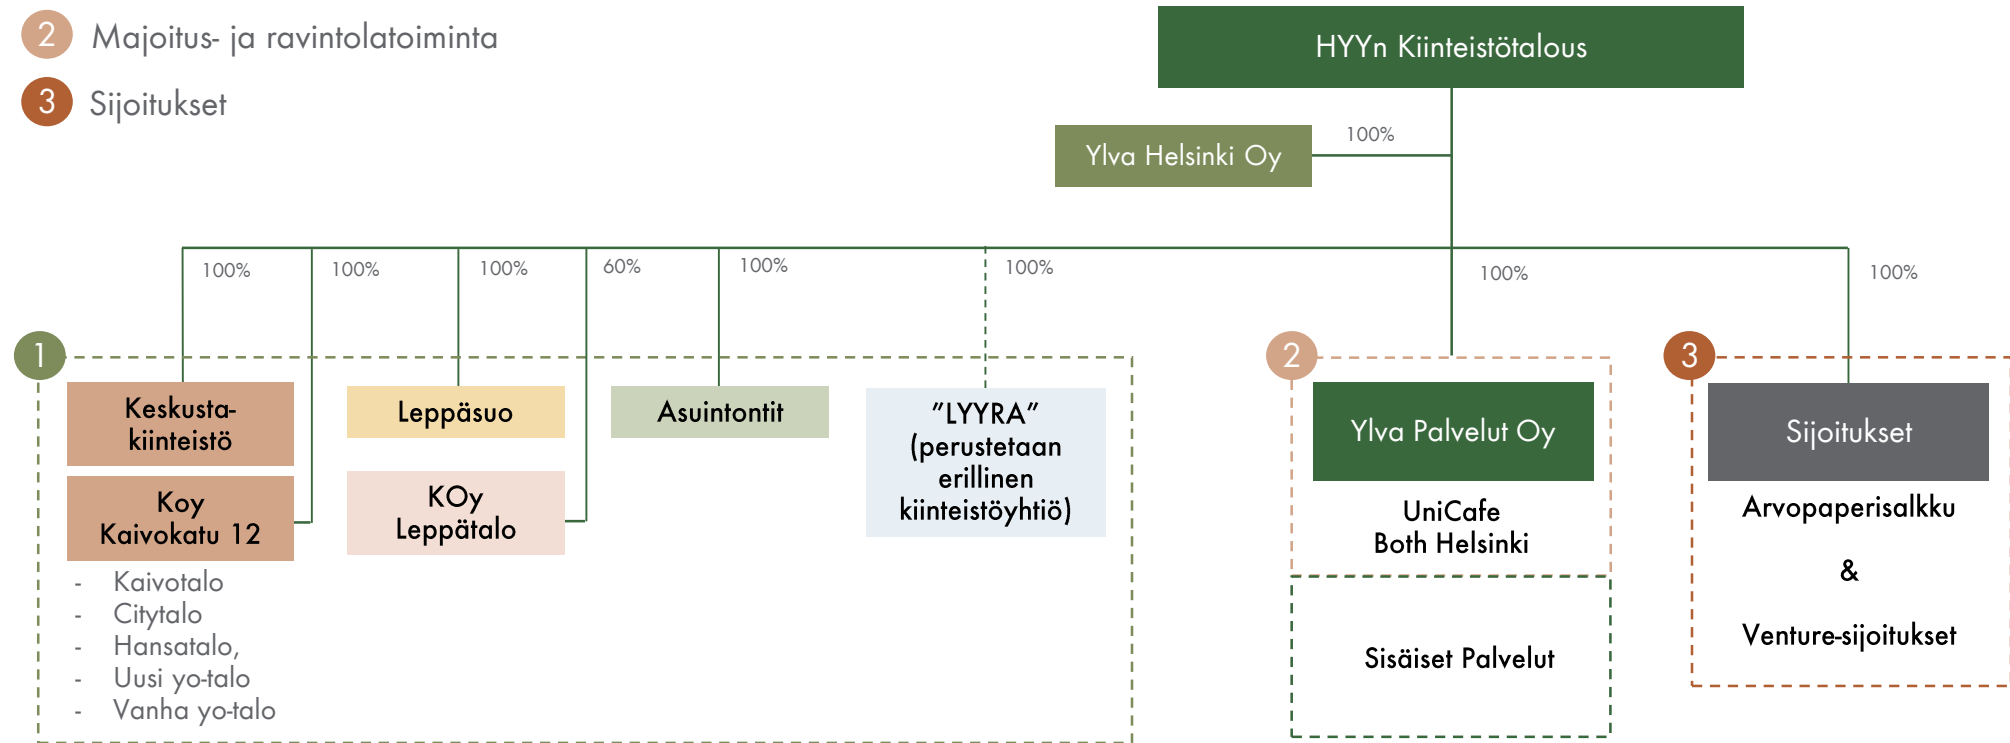 2 Majoitus- ja ravintolatoiminta
3 Sijoitukset
HYYn Kiinteistötalous
Ylva Helsinki Oy
100%
100%
100%
100%
60%
100%
100%
100%
100%
1
Keskusta-
kiinteistö
Koy
Kaivokatu 12
- Kaivotalo
- Citytalo
- Hansatalo,
- Uusi yo-talo
- Vanha yo-talo
Leppäsuo
KOy
Leppätalo
Asuintontit
”LYYRA”
(perustetaan
erillinen
kiinteistöyhtiö)
2
Ylva Palvelut Oy
UniCafe
Both Helsinki
Sisäiset Palvelut
3
Sijoitukset
Arvopaperisalkku
&
Venture-sijoitukset